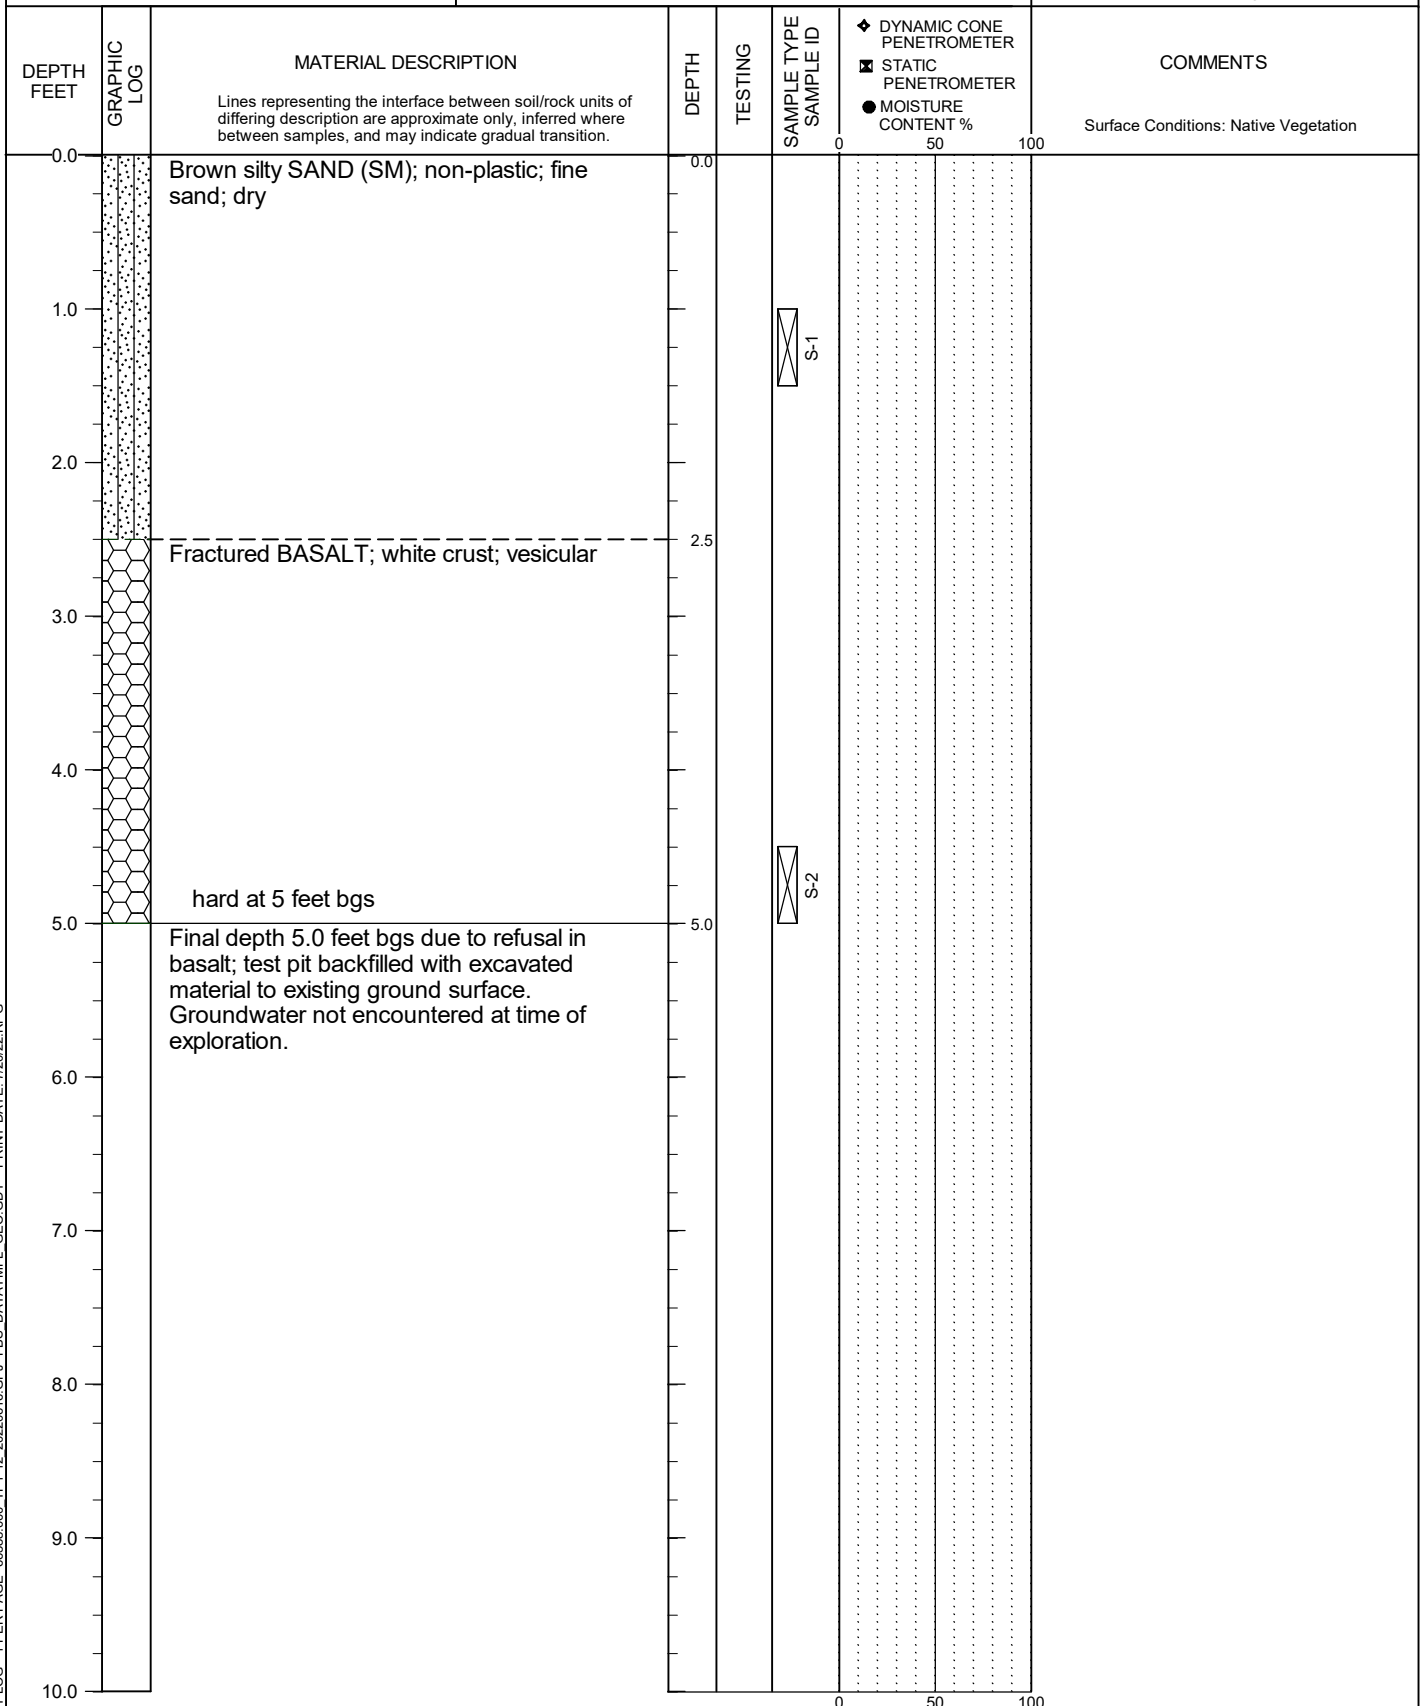 DEPTH
FEET
GRAPHIC
LOG
MATERIAL DESCRIPTION
Lines representing the interface between soil/rock units of
differing description are approximate only, inferred where
between samples, and may indicate gradual transition.
DEPTH
TESTING
SAMPLE TYPE
SAMPLE ID
DYNAMIC CONE
PENETROMETER
STATIC
PENETROMETER
MOISTURE
CONTENT %
0 50 100
COMMENTS
Surface Conditions: Native Vegetation
0.0
Brown silty SAND (SM); non-plastic; fine
sand; dry
0.0
1.0
S-1
2.0
Fractured BASALT; white crust; vesicular
2.5
3.0
4.0
hard at 5 feet bgs
S-2
5.0
5.0
Final depth 5.0 feet bgs due to refusal in
basalt; test pit backfilled with excavated
material to existing ground surface.
Groundwater not encountered at time of
exploration.
6.0
7.0
8.0
9.0
10.0
0 50 100